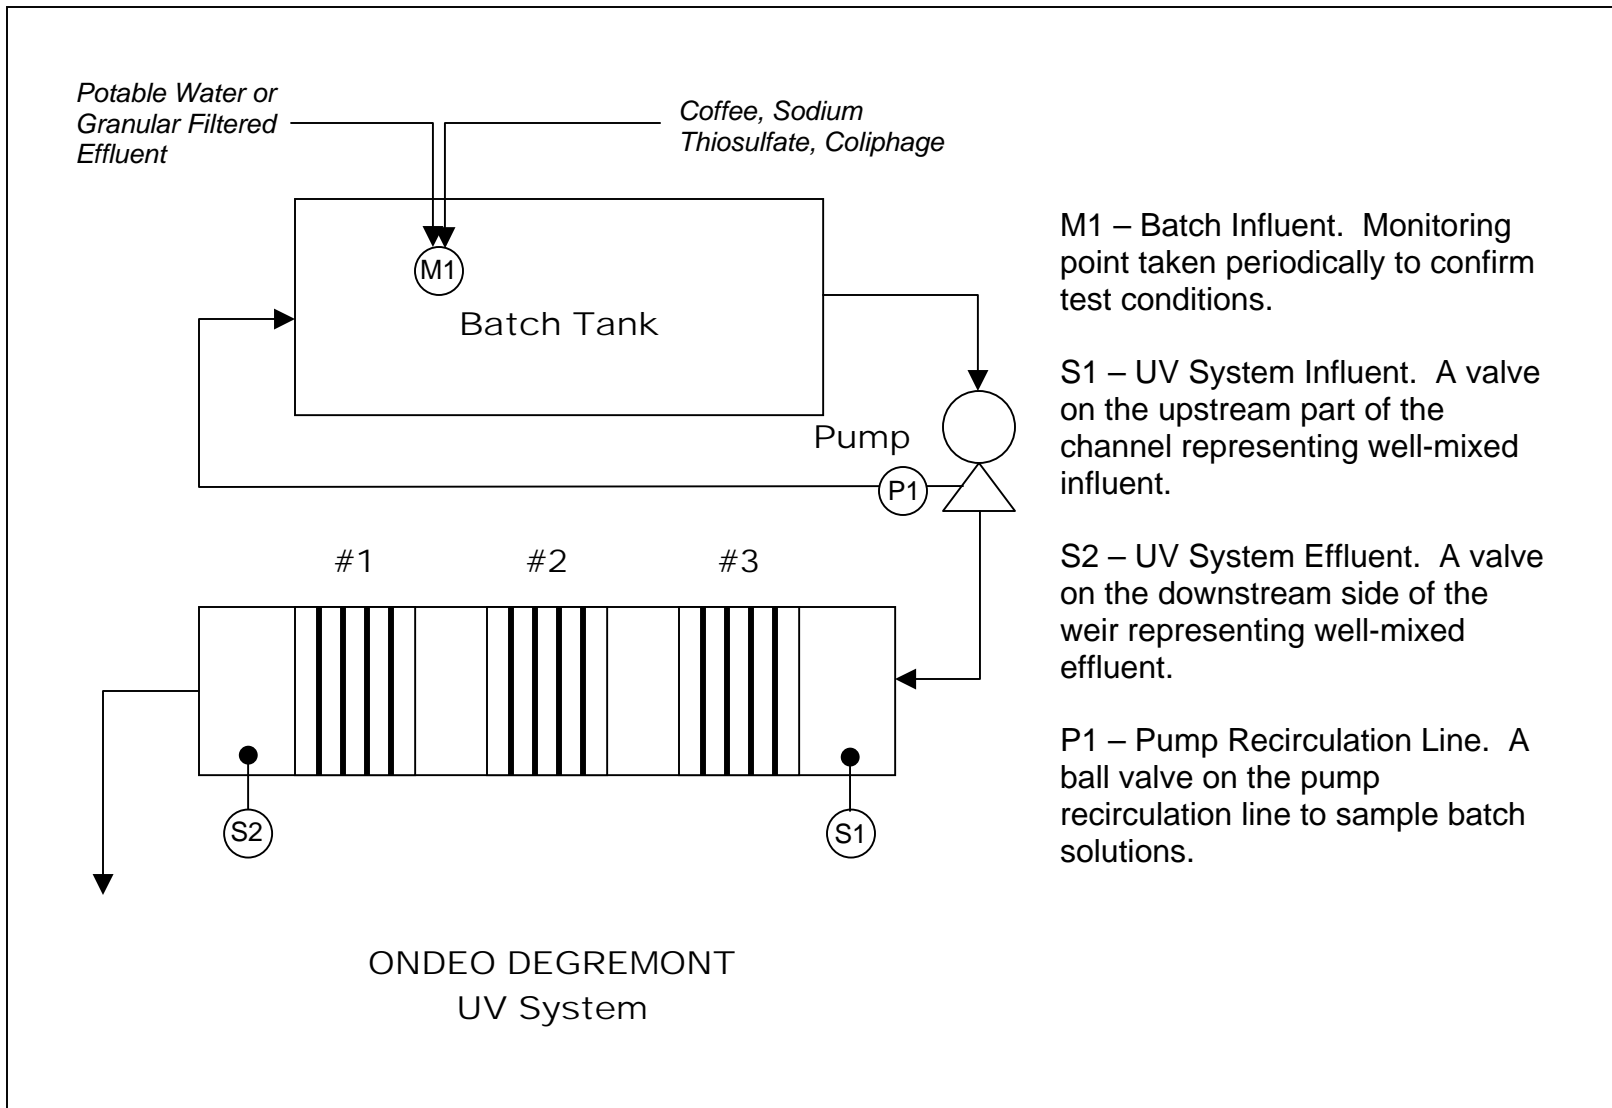 Potable Water or
Granular Filtered
Effluent
Coffee, Sodium
Thiosulfate, Coliphage
M1
Batch Tank
Pump
P1
#1
#2
#3
S2
S1
ONDEO DEGREMONT
UV System
M1 – Batch Influent.  Monitoring
point taken periodically to confirm
test conditions.
S1 – UV System Influent.  A valve
on the upstream part of the
channel representing well-mixed
influent.
S2 – UV System Effluent.  A valve
on the downstream side of the
weir representing well-mixed
effluent.
P1 – Pump Recirculation Line.  A
ball valve on the pump
recirculation line to sample batch
solutions.